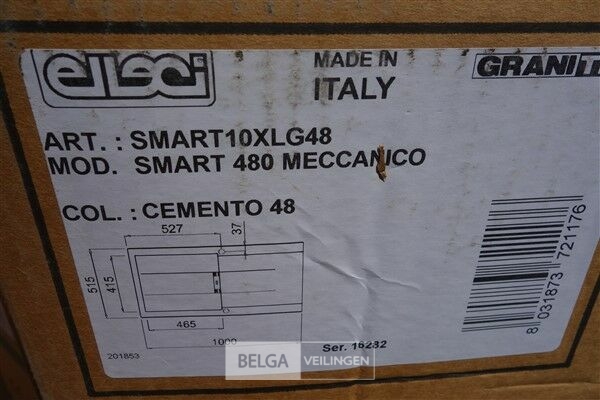 elleci
MADE IN
ITALY
GRANIT
ART. : SMART10XLG48
MOD. SMART 480 MECCANICO
COL. : CEMENTO 48
527
37
515
415
465
1000
201853
Ser. 16282
8 031873 721176
BELGA VEILINGEN